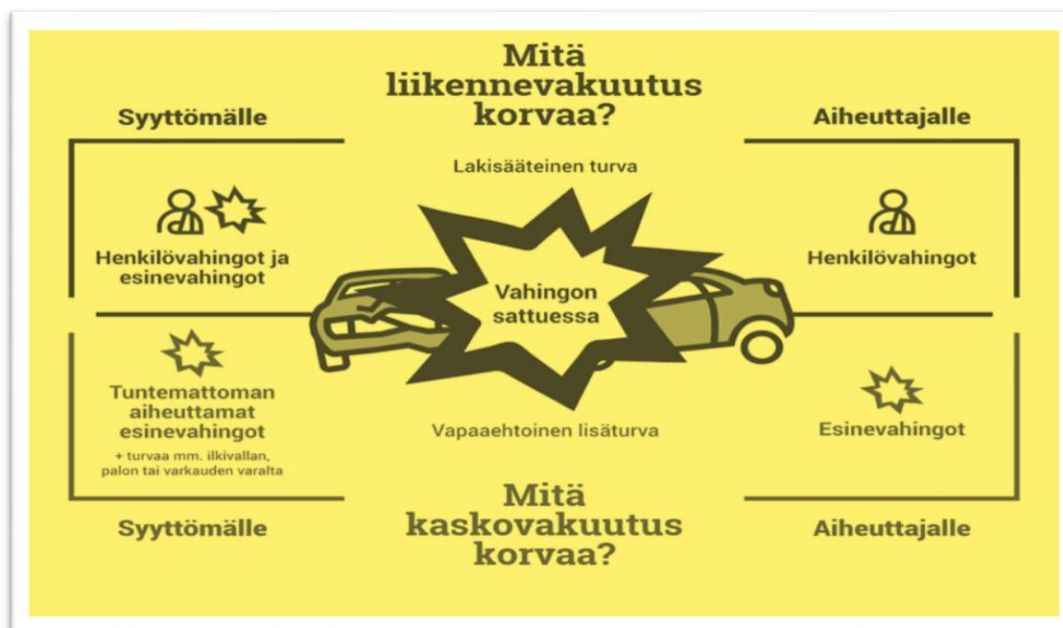 Mitä
liikennevakuutus
korvaa?
Lakisääteinen turva
Syyttömälle
Henkilövahingot ja
esinevahingot
Aiheuttajalle
Henkilövahingot
Vahingon
sattuessa
Tuntemattoman
aiheuttamat
esinevahingot
+ turvaa mm. ilkivallan,
palon tai varkauden varalta
Syyttömälle
Vapaaehtoinen lisäturva
Mitä
kaskovakuutus
korvaa?
Esinevahingot
Aiheuttajalle